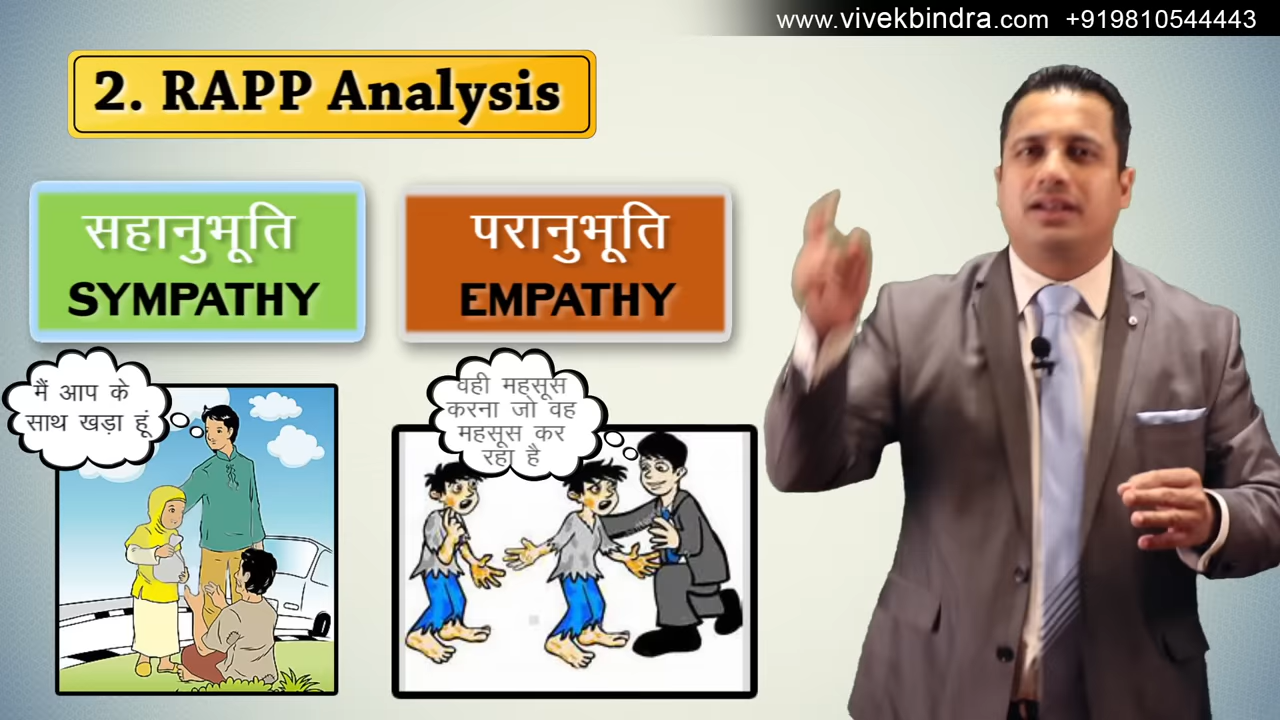 www.vivekbindra.com +919810544443
2. RAPP Analysis
सहानुभूति
SYMPATHY
परानुभूति
EMPATHY
मैं आप के
साथ खड़ा हूं
वही महसूस
करना जो वह
महसूस कर
रहा है